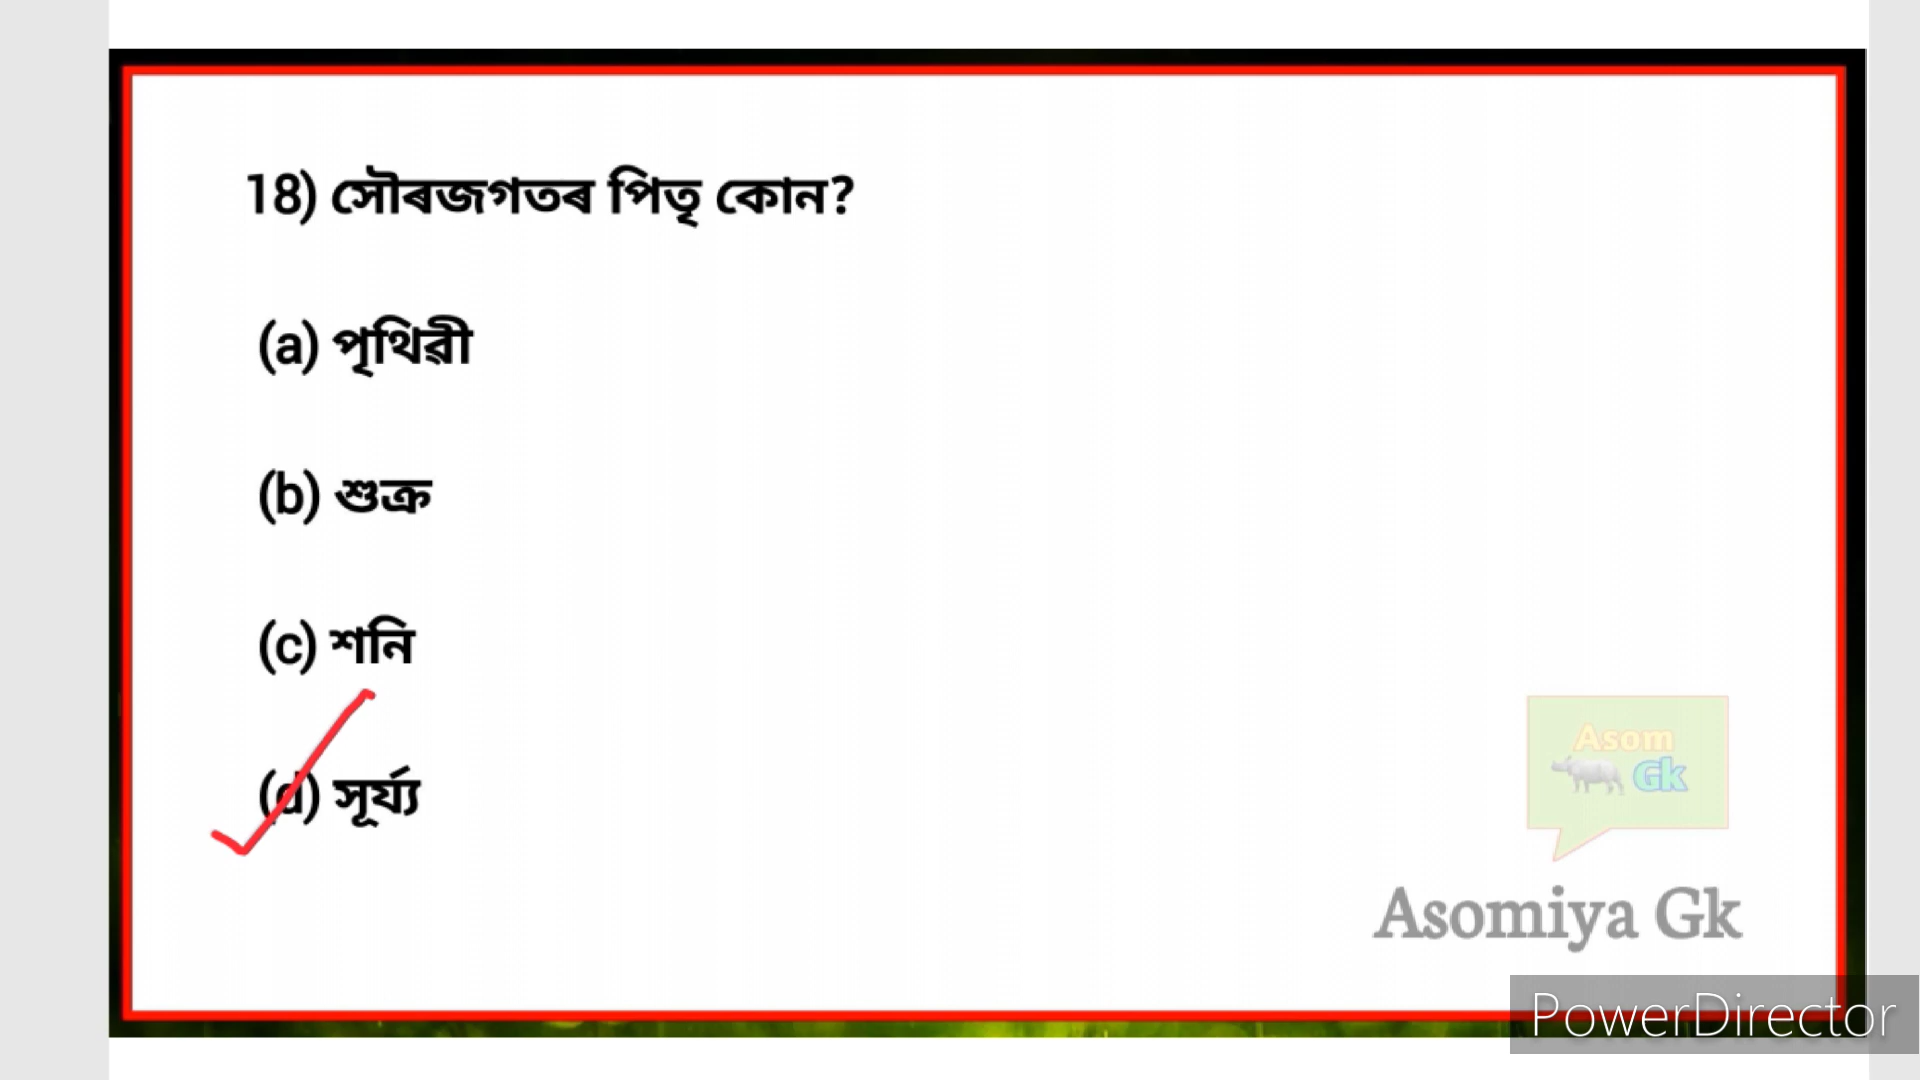 18) সৌৰজগতৰ পিতৃ কোন?
(a) পৃথিৱী
(b) শুক্ৰ
(c) শনি
(d) সূৰ্য্য
Asom
Gk
Asomiya Gk
PowerDirector